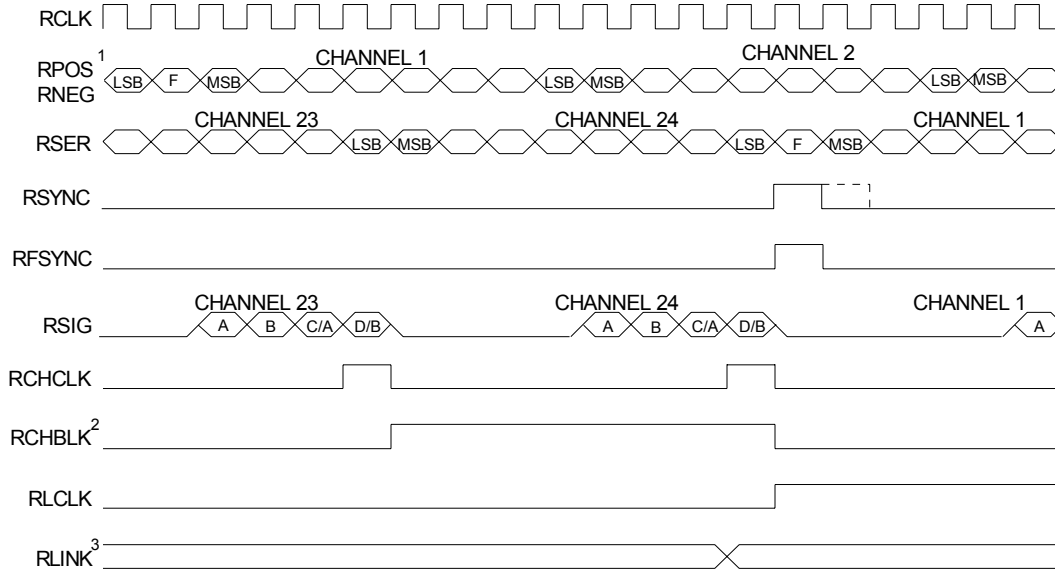 RCLK
CHANNEL 1 CHANNEL 2
RPOS 1
RNEG
LSB F MSB LSB MSB LSB MSB
CHANNEL 23 CHANNEL 24 CHANNEL 1
RSER LSB MSB LSB F MSB
RSYNC
RFSYNC
CHANNEL 23 CHANNEL 24 CHANNEL 1
RSIG A B C/A D/B A B C/A D/B A
RCHCLK
RCHBLK 2
RLCLK
RLINK 3